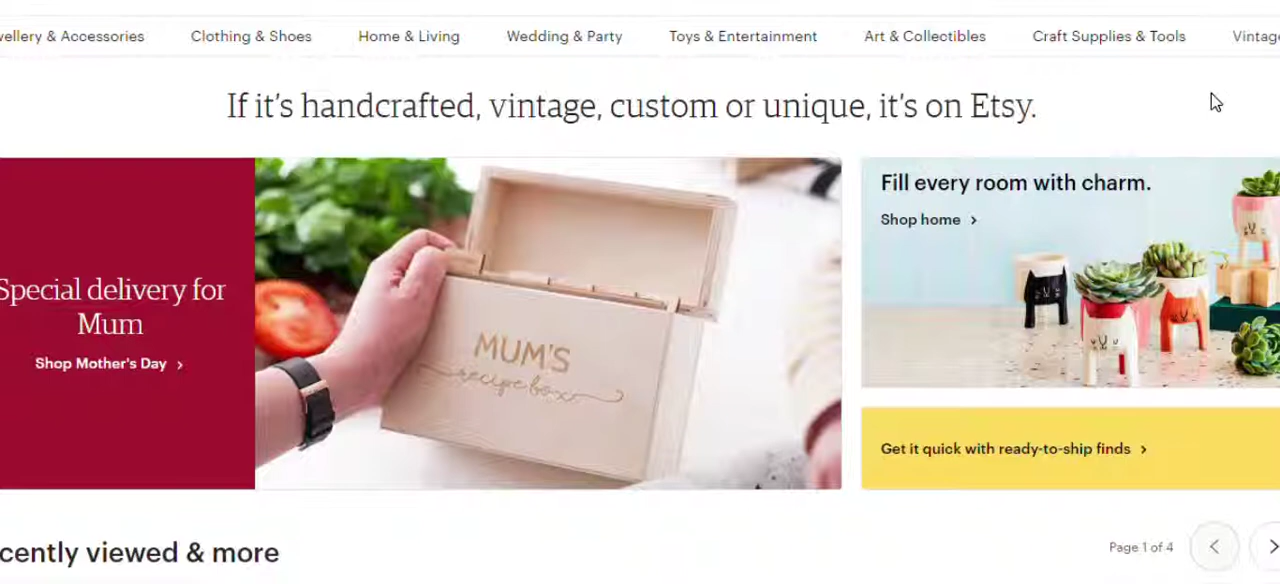 wellery & Accessories Clothing & Shoes Home & Living Wedding & Party Toys & Entertainment Art & Collectibles Craft Supplies & Tools Vintage
If it's handcrafted, vintage, custom or unique, it's on Etsy.
Special delivery for
Mum
Shop Mother's Day
MUM'S
recipe box
Fill every room with charm.
Shop home
Get it quick with ready-to-ship finds
cently viewed & more
Page 1 of 4